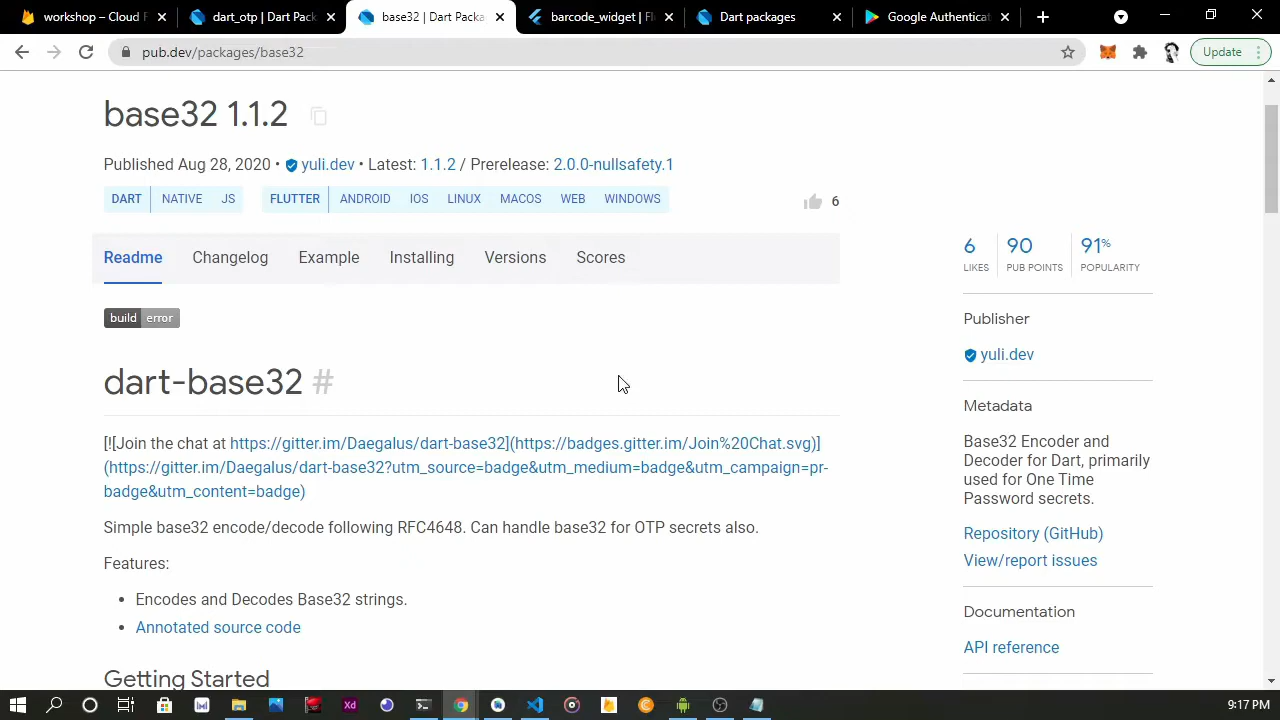 workshop – Cloud F
dart_otp | Dart Pack
base32 | Dart Packa
barcode_widget | Fl
Dart packages
Google Authenticat
pub.dev/packages/base32
Update
base32 1.1.2
Published Aug 28, 2020 • yuli.dev • Latest: 1.1.2 / Prerelease: 2.0.0-nullsafety.1
DART NATIVE JS FLUTTER ANDROID IOS LINUX MACOS WEB WINDOWS
6
Readme Changelog Example Installing Versions Scores
build error
dart-base32 #
[![Join the chat at https://gitter.im/Daegalus/dart-base32](https://badges.gitter.im/Join%20Chat.svg)]
(https://gitter.im/Daegalus/dart-base32?utm_source=badge&utm_medium=badge&utm_campaign=pr-
badge&utm_content=badge)
Simple base32 encode/decode following RFC4648. Can handle base32 for OTP secrets also.
Features:
• Encodes and Decodes Base32 strings.
• Annotated source code
Getting Started
6 90 91%
LIKES PUB POINTS POPULARITY
Publisher
yuli.dev
Metadata
Base32 Encoder and
Decoder for Dart, primarily
used for One Time
Password secrets.
Repository (GitHub)
View/report issues
Documentation
API reference
Xd
9:17 PM